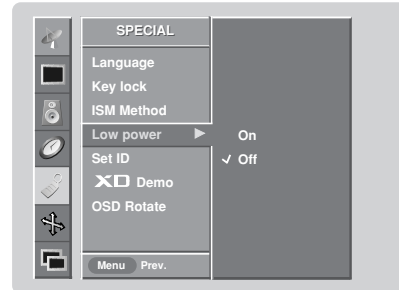 SPECIAL
Language
Key lock
ISM Method
Low power
On
Set ID
Off
XD Demo
OSD Rotate
Menu Prev.